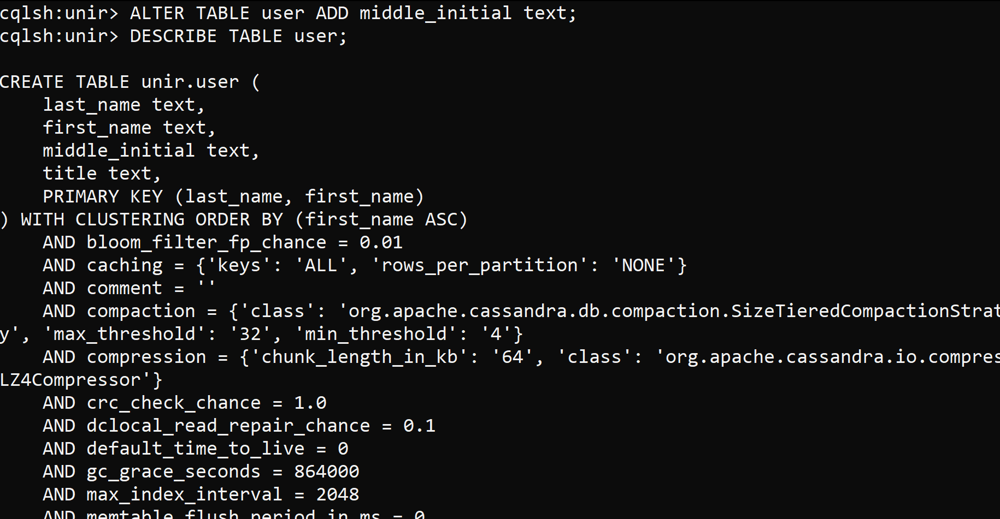 cqlsh:unir> ALTER TABLE user ADD middle_initial text;
cqlsh:unir> DESCRIBE TABLE user;
CREATE TABLE unir.user (
    last_name text,
    first_name text,
    middle_initial text,
    title text,
    PRIMARY KEY (last_name, first_name)
) WITH CLUSTERING ORDER BY (first_name ASC)
    AND bloom_filter_fp_chance = 0.01
    AND caching = {'keys': 'ALL', 'rows_per_partition': 'NONE'}
    AND comment = ''
    AND compaction = {'class': 'org.apache.cassandra.db.compaction.SizeTieredCompactionStrat
y', 'max_threshold': '32', 'min_threshold': '4'}
    AND compression = {'chunk_length_in_kb': '64', 'class': 'org.apache.cassandra.io.compres
LZ4Compressor'}
    AND crc_check_chance = 1.0
    AND dclocal_read_repair_chance = 0.1
    AND default_time_to_live = 0
    AND gc_grace_seconds = 864000
    AND max_index_interval = 2048
    AND memtable_flush_period_in_ms = 0